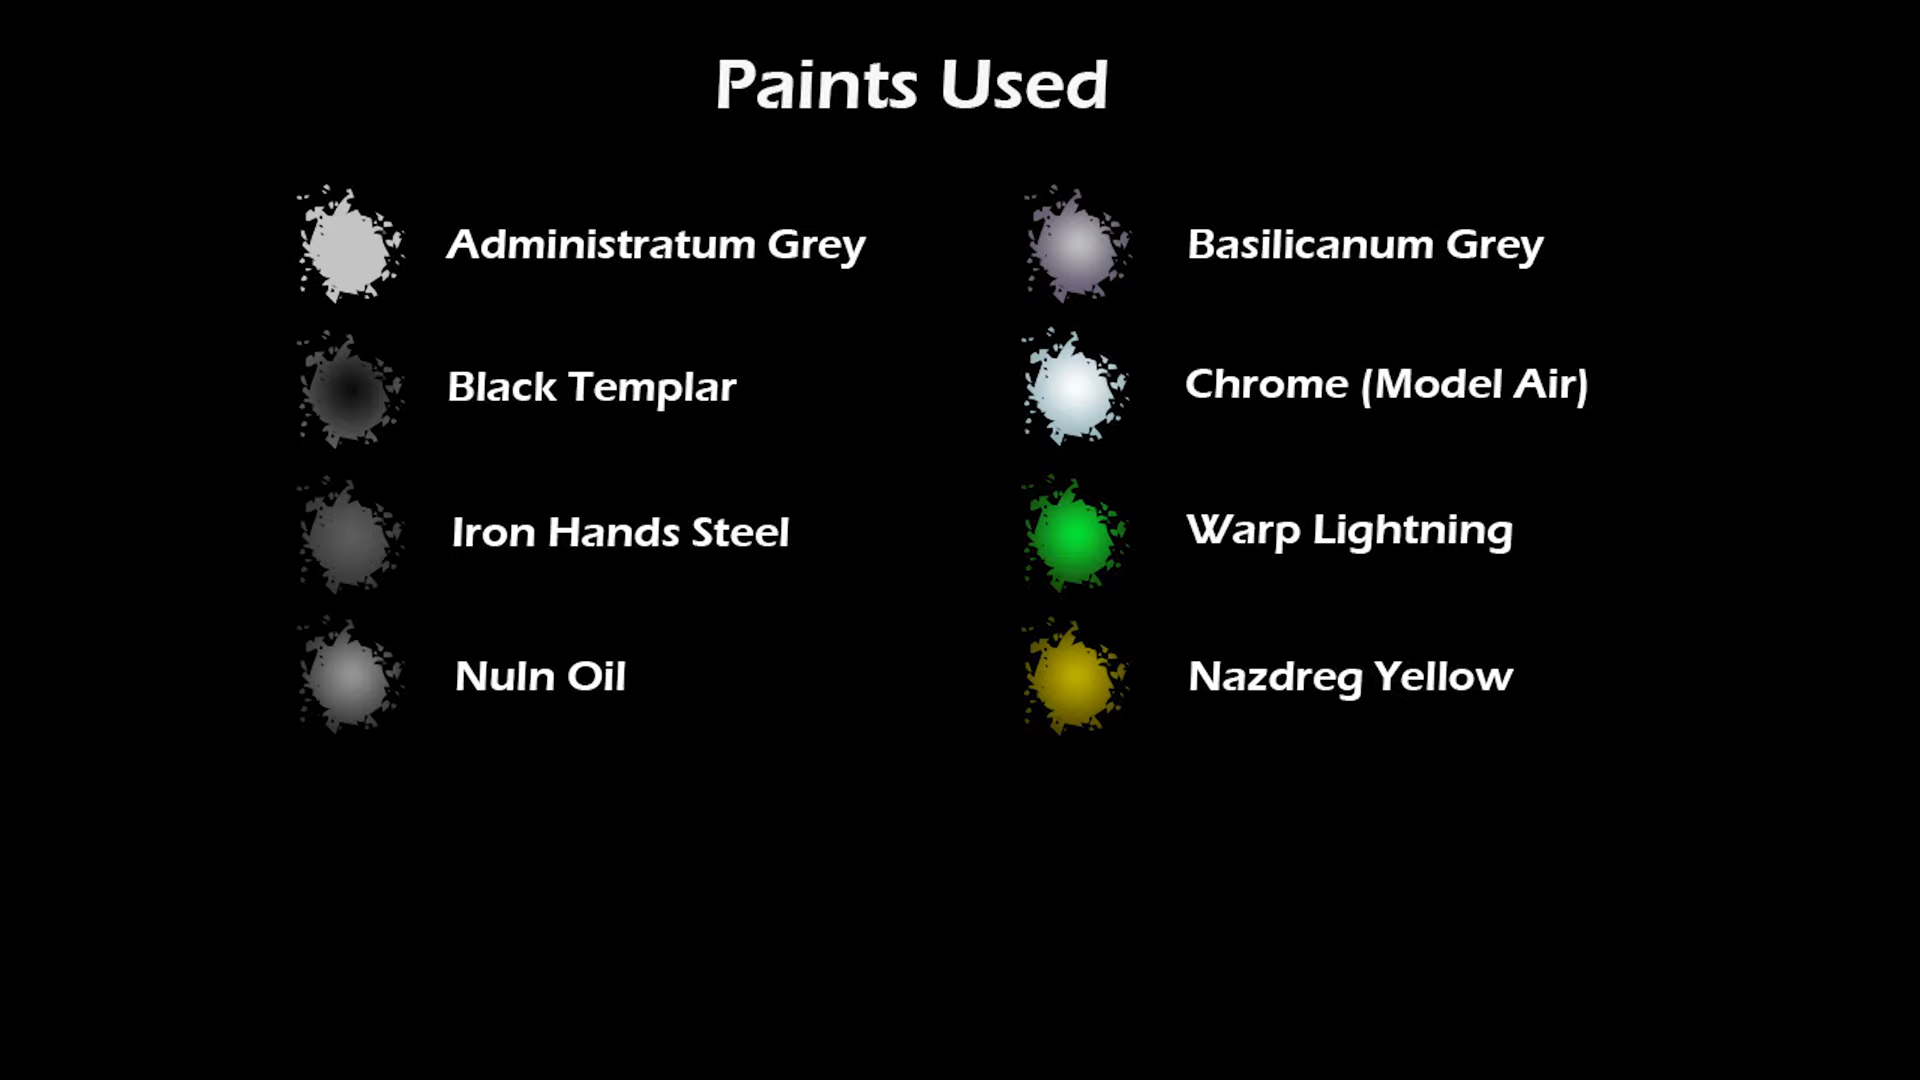 Paints Used
Administratum Grey
Basilicanum Grey
Black Templar
Chrome (Model Air)
Iron Hands Steel
Warp Lightning
Nuln Oil
Nazdreg Yellow